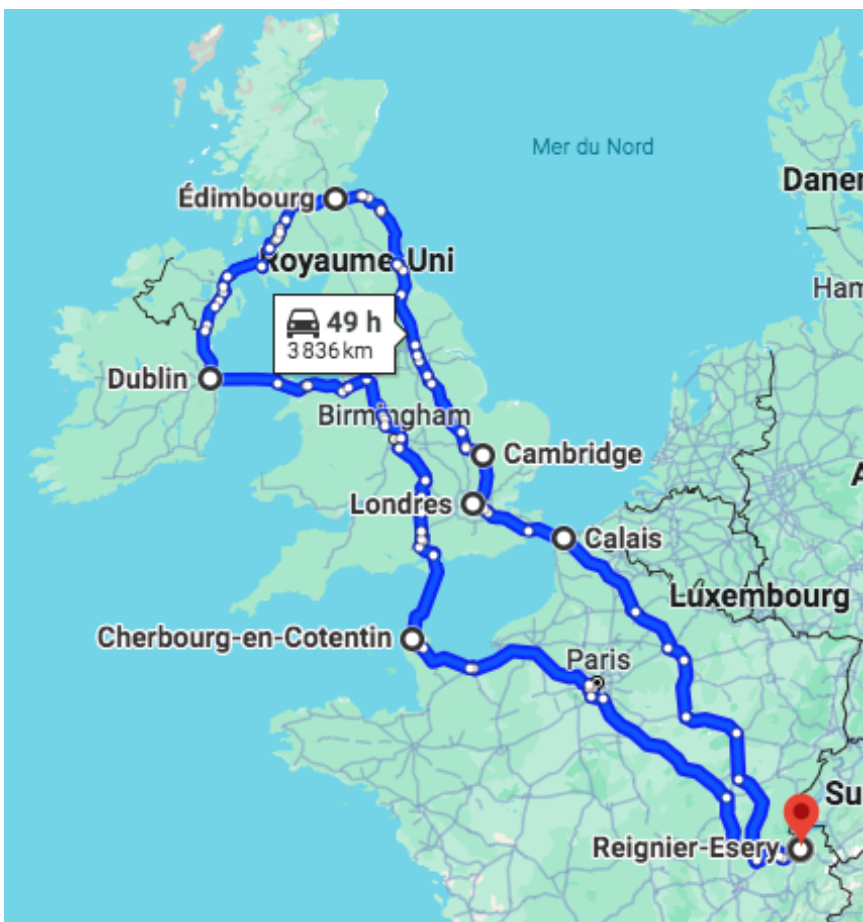 Mer du Nord
Daner
Édimbourg
Royaume-Uni
Ham
49 h
3 836 km
Dublin
Birmingham
Cambridge
A
Londres
Calais
Luxembourg
Cherbourg-en-Cotentin
Paris
Su
Reignier-Esery